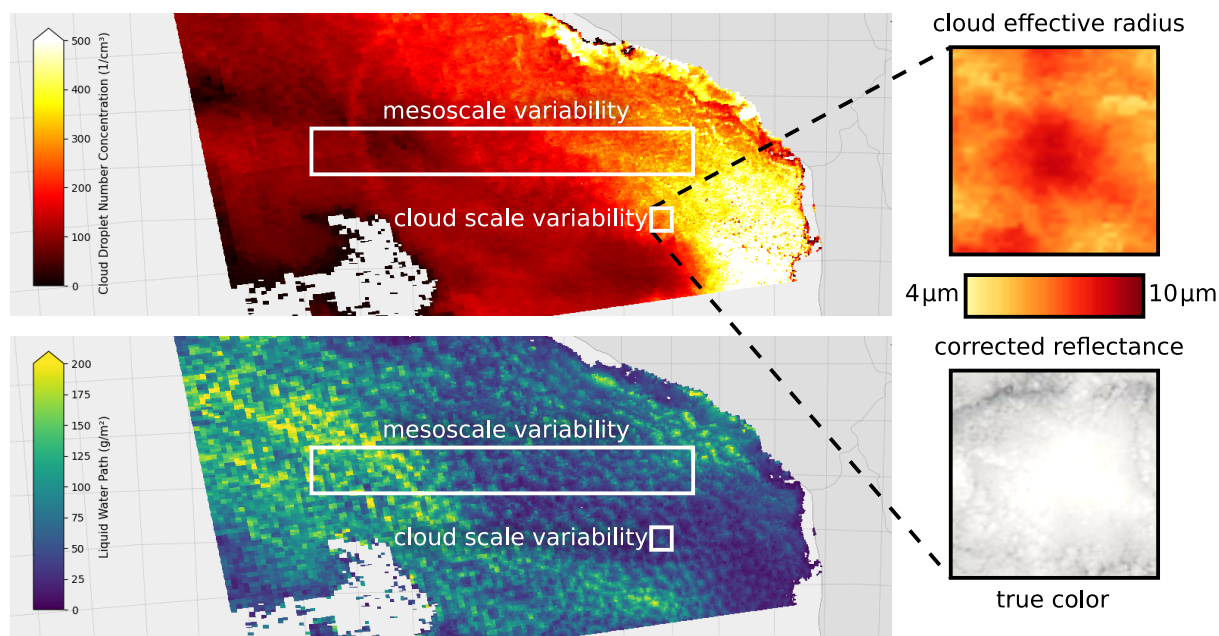 500
400
300
200
100
0
Cloud Droplet Number Concentration (1/cm³)
mesoscale variability
cloud scale variability
cloud effective radius
4 μm
10 μm
200
175
150
125
100
75
50
25
0
Liquid Water Path (g/m²)
mesoscale variability
cloud scale variability
corrected reflectance
true color